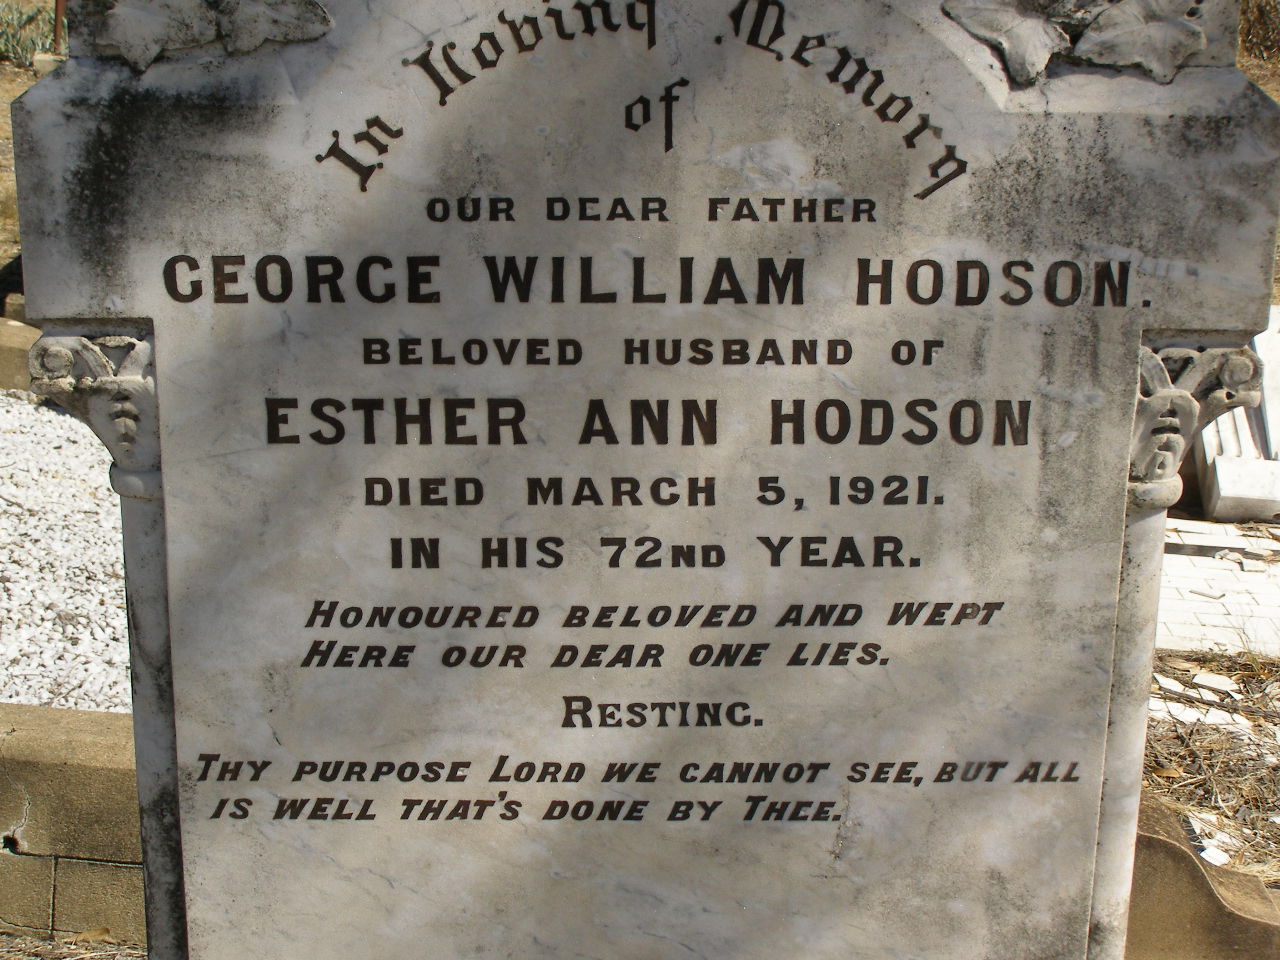 In Loving Memory
of
OUR DEAR FATHER
GEORGE WILLIAM HODSON.
BELOVED HUSBAND OF
ESTHER ANN HODSON
DIED MARCH 5, 1921.
IN HIS 72ND YEAR.
HONOURED BELOVED AND WEPT
HERE OUR DEAR ONE LIES.
RESTING.
THY PURPOSE LORD WE CANNOT SEE, BUT ALL
IS WELL THAT'S DONE BY THEE.